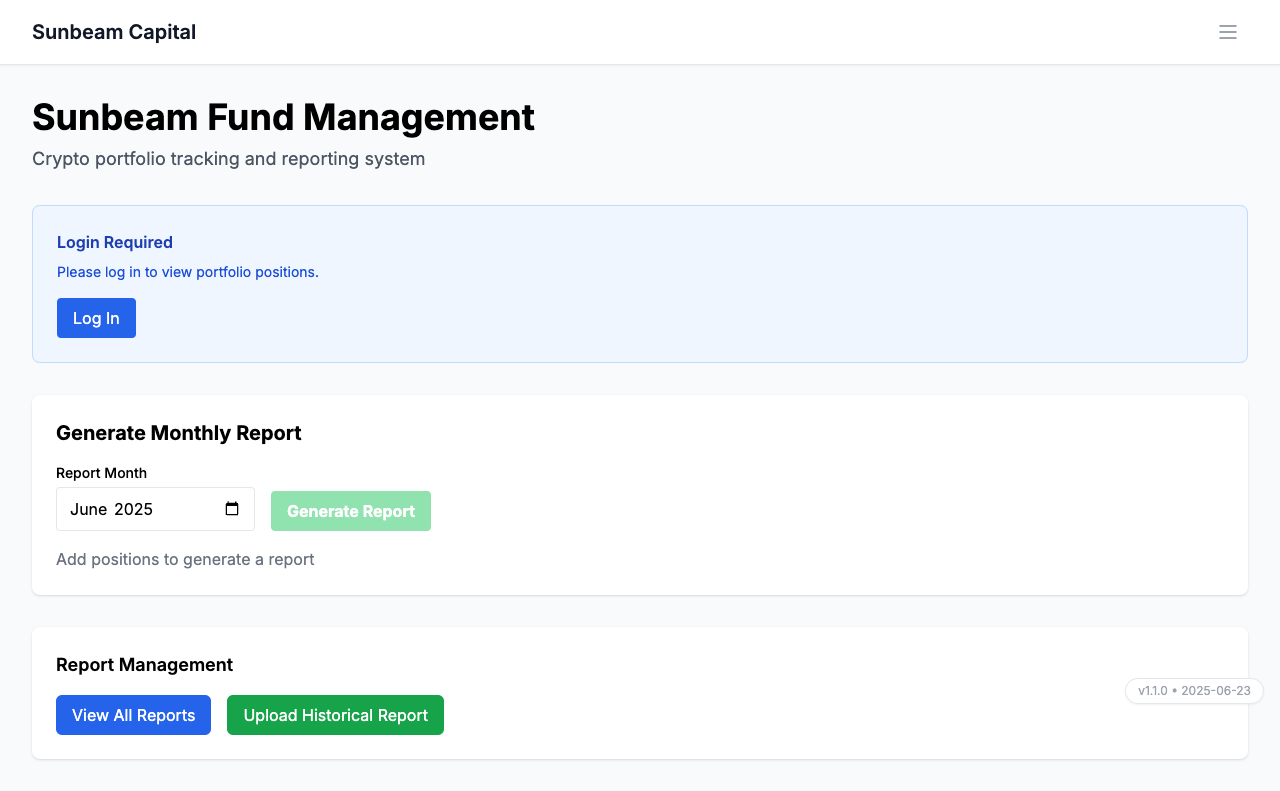 Sunbeam Capital
Sunbeam Fund Management
Crypto portfolio tracking and reporting system
Login Required
Please log in to view portfolio positions.
Log In
Generate Monthly Report
Report Month
June 2025
Generate Report
Add positions to generate a report
Report Management
v1.1.0 • 2025-06-23
View All Reports
Upload Historical Report